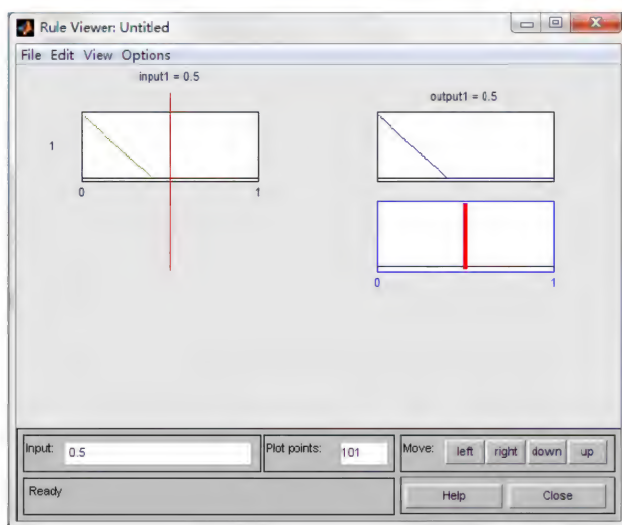 Rule Viewer: Untitled
File Edit View Options
input1 = 0.5
output1 = 0.5
1
0 1
0 1
Input: 0.5
Plot points: 101
Move: left right down up
Ready
Help Close